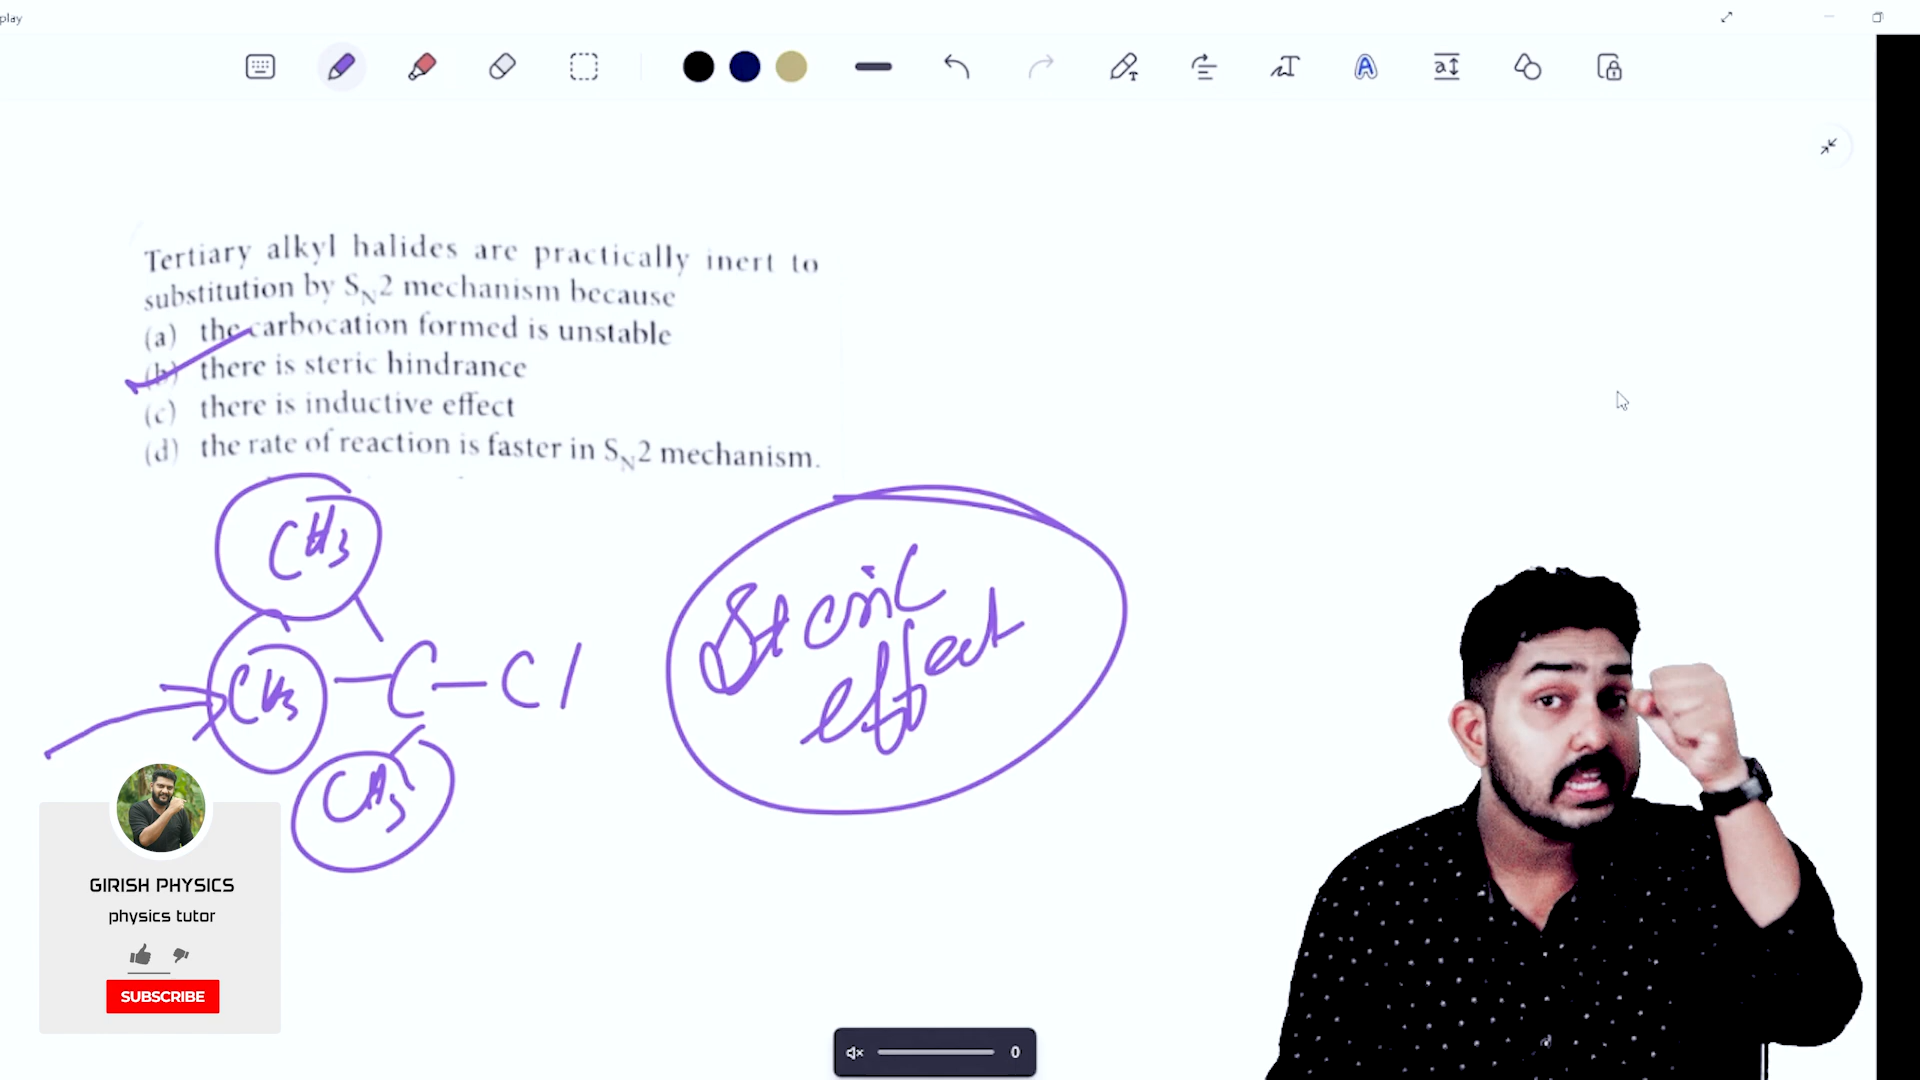 play
Tertiary alkyl halides are practically inert to
substitution by SN2 mechanism because
(a) the carbocation formed is unstable
(b) there is steric hindrance
(c) there is inductive effect
(d) the rate of reaction is faster in SN2 mechanism.
CH3
CH3 — C — Cl
CH3
Steric
effect
GIRISH PHYSICS
physics tutor
SUBSCRIBE
0